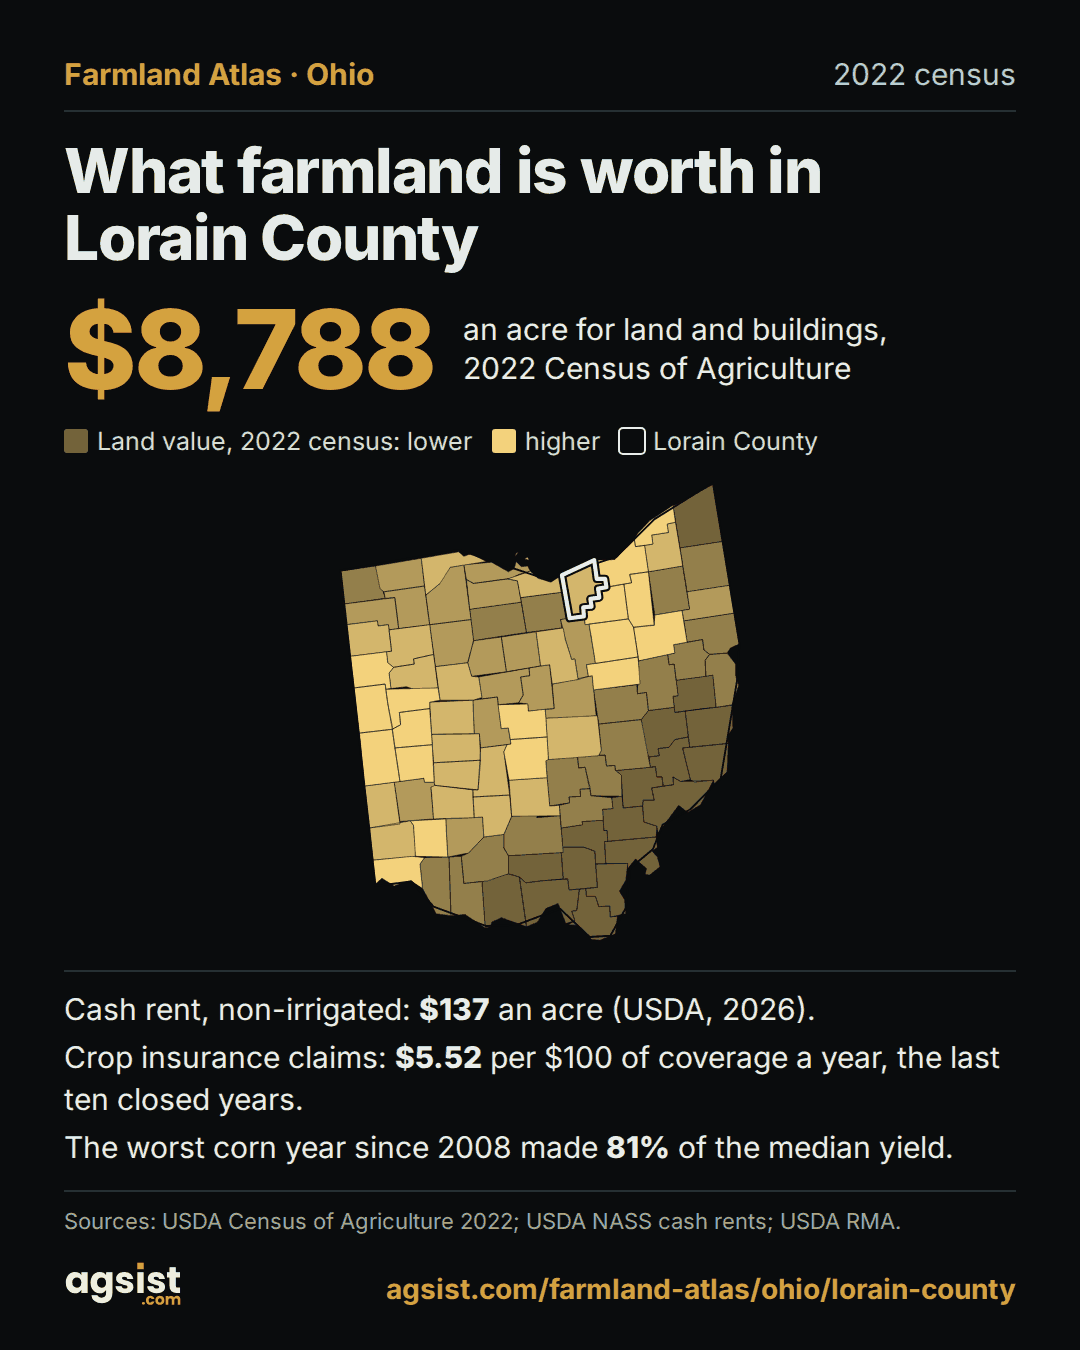 Farmland Atlas · Ohio
2022 census
What farmland is worth in
Lorain County
$8,788
an acre for land and buildings,
2022 Census of Agriculture
Land value, 2022 census: lower higher Lorain County
Cash rent, non-irrigated: $137 an acre (USDA, 2026).
Crop insurance claims: $5.52 per $100 of coverage a year, the last
ten closed years.
The worst corn year since 2008 made 81% of the median yield.
Sources: USDA Census of Agriculture 2022; USDA NASS cash rents; USDA RMA.
agsist
.com
agsist.com/farmland-atlas/ohio/lorain-county